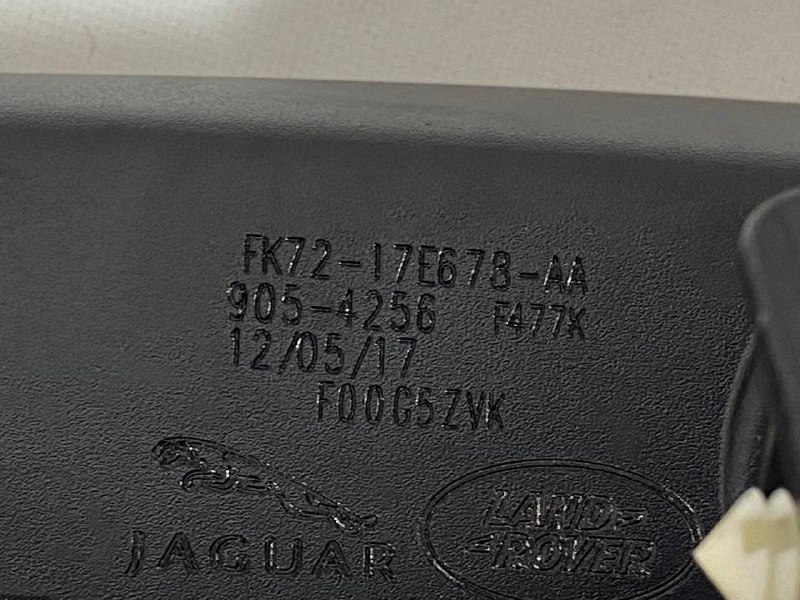 FK72-17E678-AA
905-4256 F477K
12/05/17
F00G5ZVK
JAGUAR
LAND
ROVER